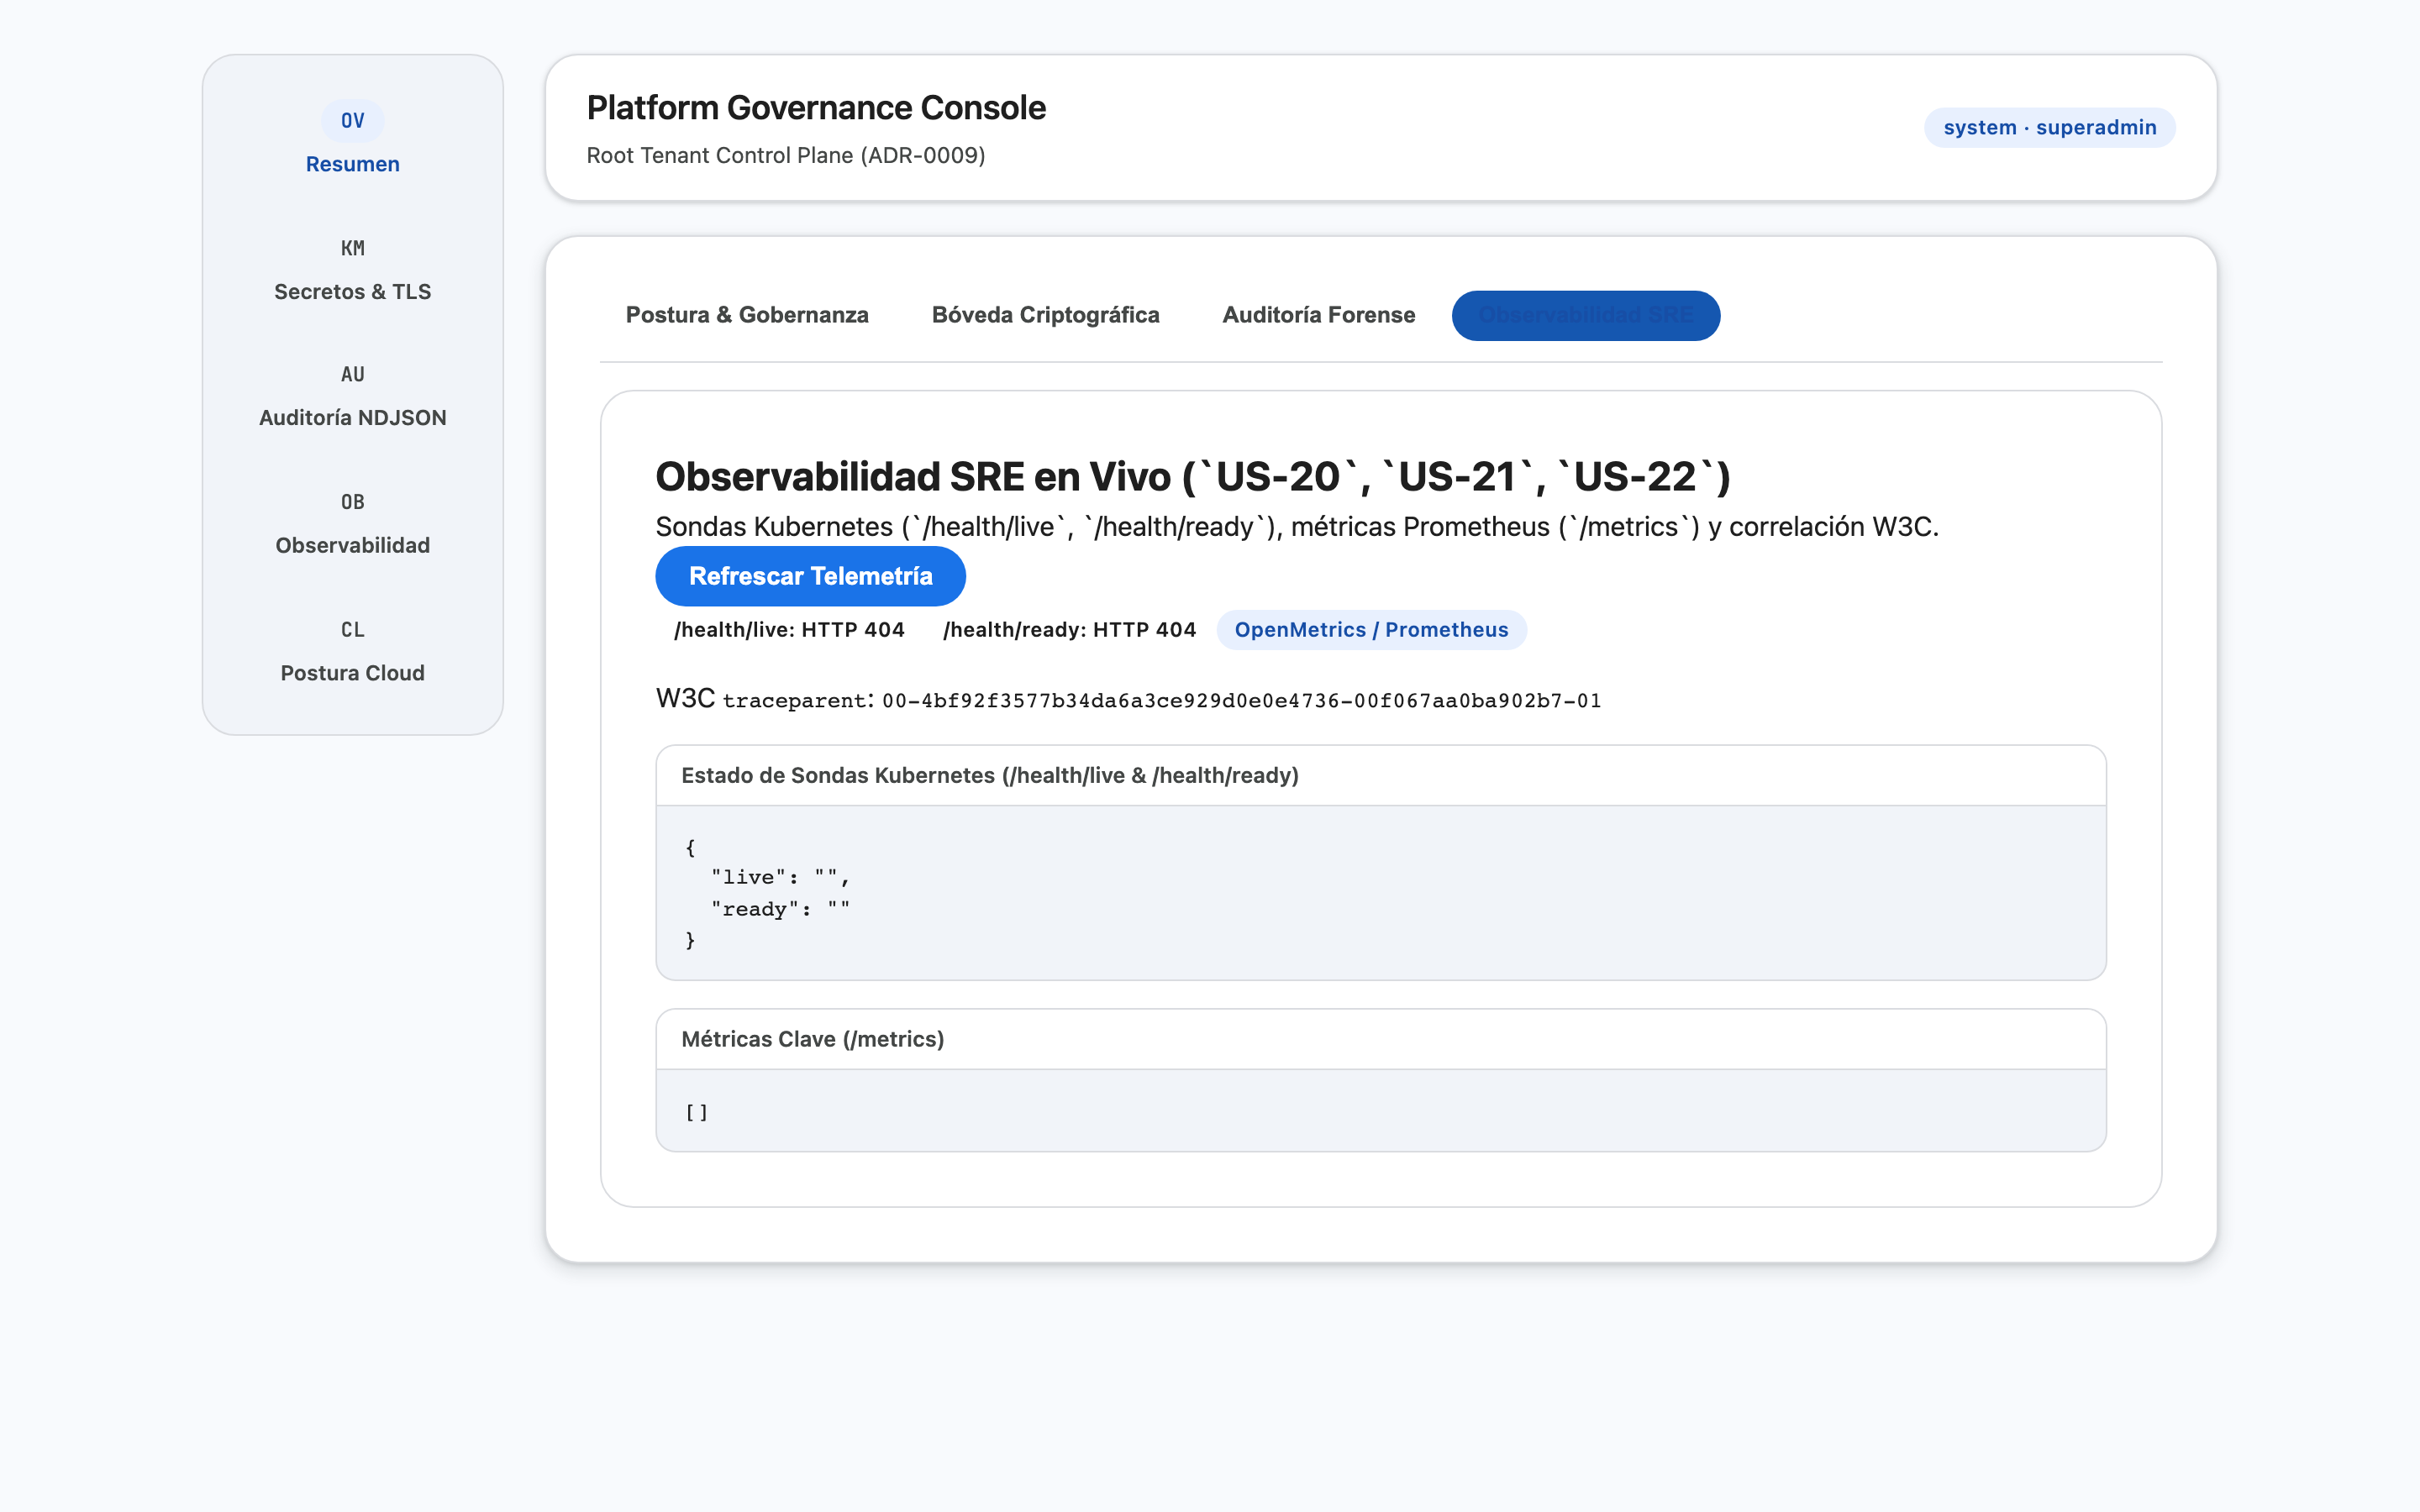 OV
Resumen
KM
Secretos & TLS
AU
Auditoría NDJSON
OB
Observabilidad
CL
Postura Cloud
Platform Governance Console
Root Tenant Control Plane (ADR-0009)
system · superadmin
Postura & Gobernanza
Bóveda Criptográfica
Auditoría Forense
Observabilidad SRE
Observabilidad SRE en Vivo (`US-20`, `US-21`, `US-22`)
Sondas Kubernetes (`/health/live`, `/health/ready`), métricas Prometheus (`/metrics`) y correlación W3C.
Refrescar Telemetría
/health/live: HTTP 404
/health/ready: HTTP 404
OpenMetrics / Prometheus
W3C traceparent: 00-4bf92f3577b34da6a3ce929d0e0e4736-00f067aa0ba902b7-01
Estado de Sondas Kubernetes (/health/live & /health/ready)
{
  "live": "",
  "ready": ""
}
Métricas Clave (/metrics)
[]